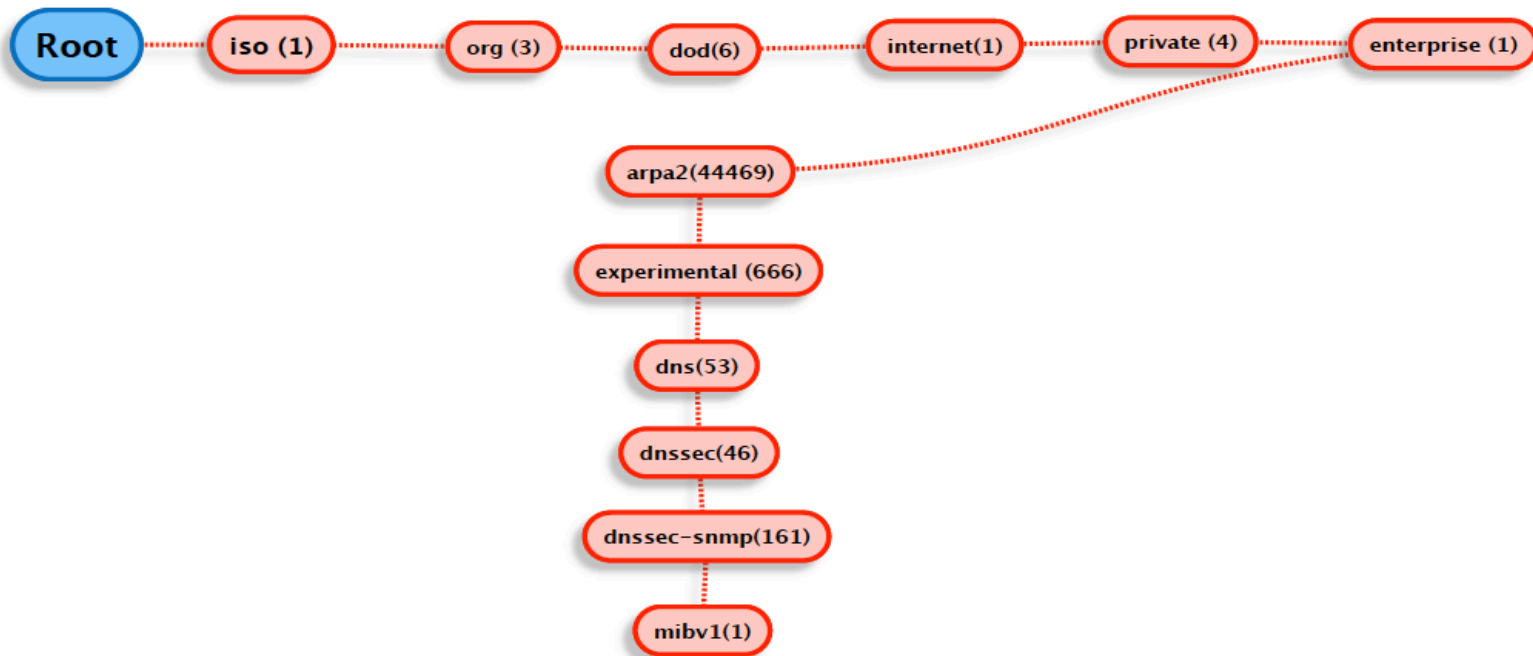 Root
iso (1)
org (3)
dod(6)
internet(1)
private (4)
enterprise (1)
arpa2(44469)
experimental (666)
dns(53)
dnssec(46)
dnssec-snmp(161)
mibv1(1)